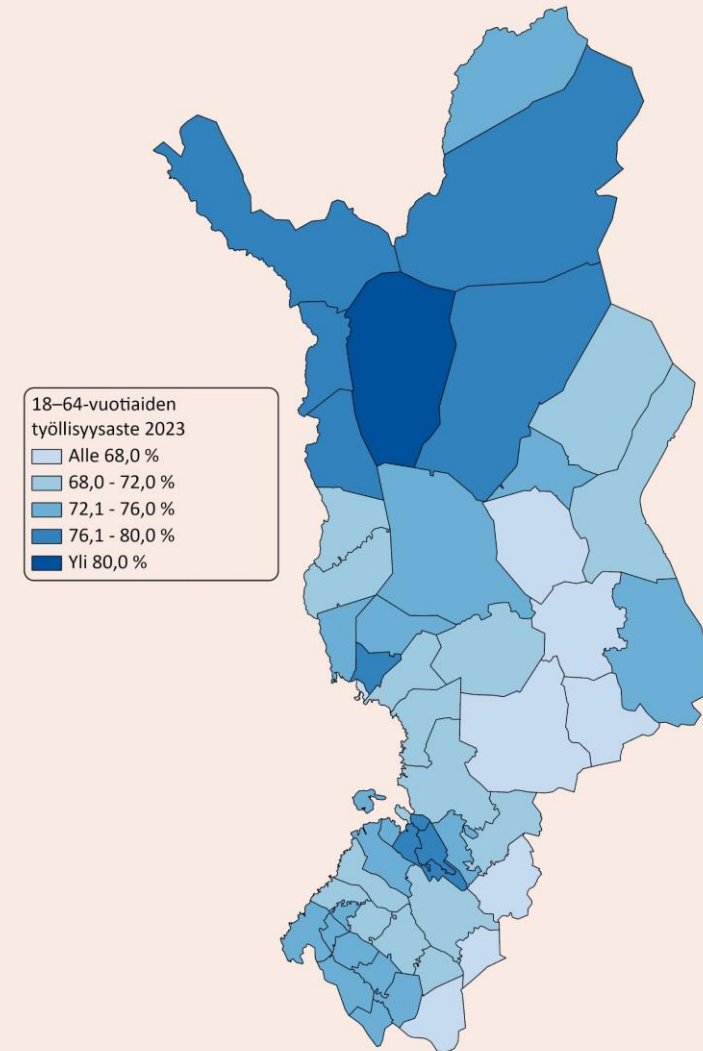 18–64-vuotiaiden
työllisyysaste 2023
Alle 68,0 %
68,0 - 72,0 %
72,1 - 76,0 %
76,1 - 80,0 %
Yli 80,0 %